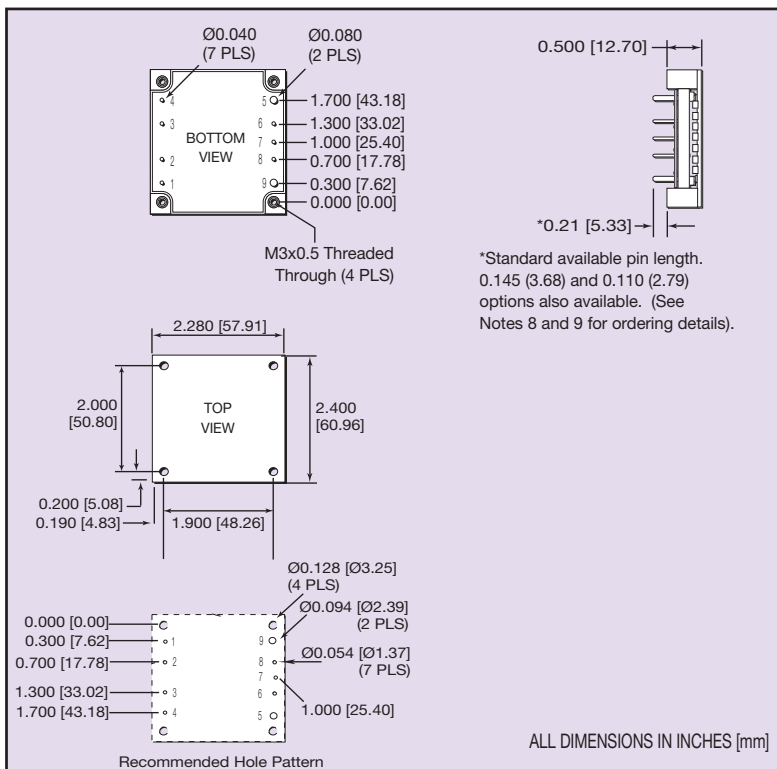 Ø0.040
(7 PLS)
Ø0.080
(2 PLS)
4
3
2
1
BOTTOM
VIEW
5
6
7
8
9
1.700 [43.18]
1.300 [33.02]
1.000 [25.40]
0.700 [17.78]
0.300 [7.62]
0.000 [0.00]
M3x0.5 Threaded
Through (4 PLS)
0.500 [12.70]
*0.21 [5.33]
*Standard available pin length.
0.145 (3.68) and 0.110 (2.79)
options also available. (See
Notes 8 and 9 for ordering details).
2.280 [57.91]
2.000
[50.80]
TOP
VIEW
2.400
[60.96]
0.200 [5.08]
0.190 [4.83]
1.900 [48.26]
Ø0.128 [Ø3.25]
(4 PLS)
Ø0.094 [Ø2.39]
(2 PLS)
Ø0.054 [Ø1.37]
(7 PLS)
0.000 [0.00]
0.300 [7.62]
0.700 [17.78]
1.300 [33.02]
1.700 [43.18]
1
2
3
4
9
8
7
6
5
1.000 [25.40]
Recommended Hole Pattern
ALL DIMENSIONS IN INCHES [mm]